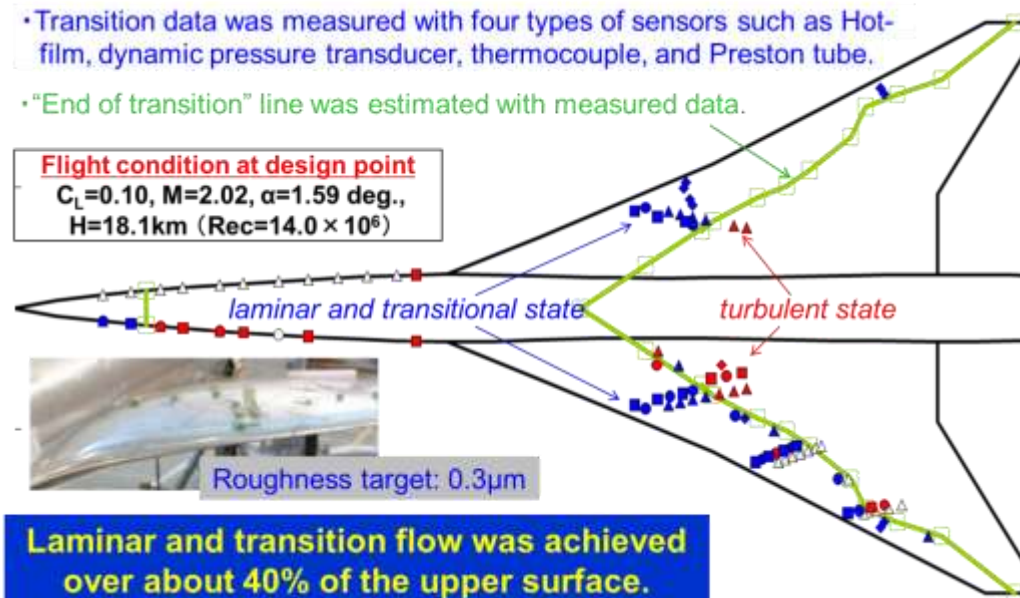 ・Transition data was measured with four types of sensors such as Hot-
film, dynamic pressure transducer, thermocouple, and Preston tube.
・“End of transition” line was estimated with measured data.
Flight condition at design point
C_L=0.10, M=2.02, α=1.59 deg.,
H=18.1km（Rec=14.0 × 10⁶）
laminar and transitional state
turbulent state
Roughness target: 0.3μm
Laminar and transition flow was achieved
over about 40% of the upper surface.